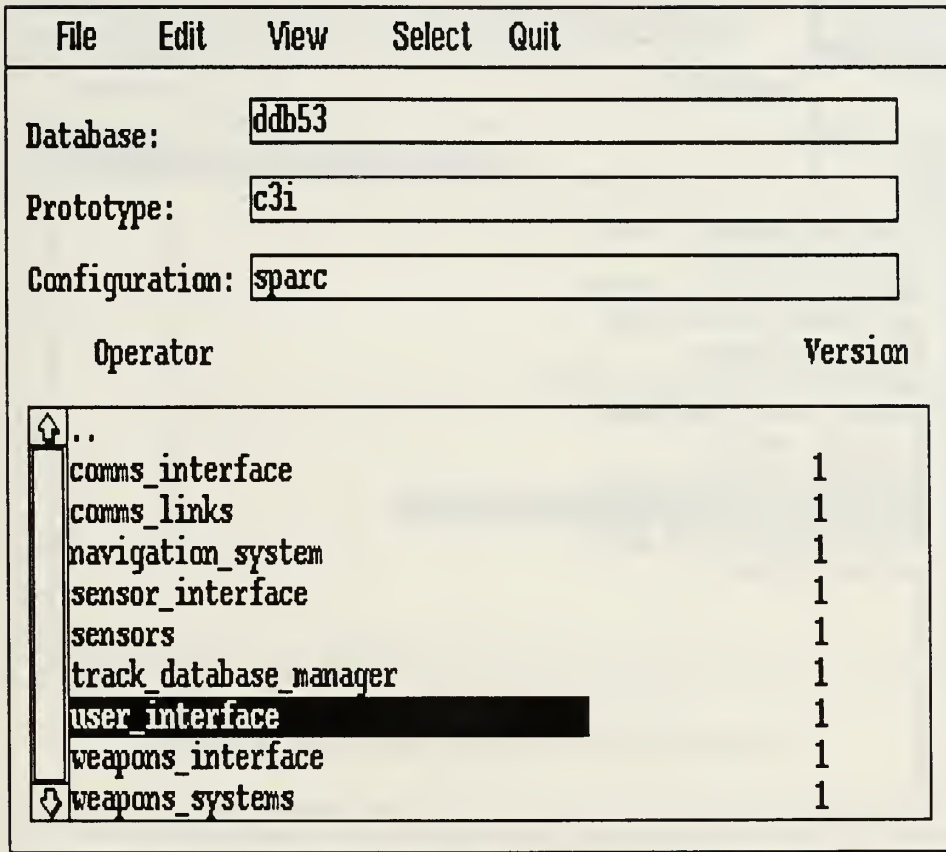 File Edit View Select Quit
Database: ddb53
Prototype: c3i
Configuration: sparc
Operator Version
..
comms_interface 1
comms_links 1
navigation_system 1
sensor_interface 1
sensors 1
track_database_manager 1
user_interface 1
weapons_interface 1
weapons_systems 1